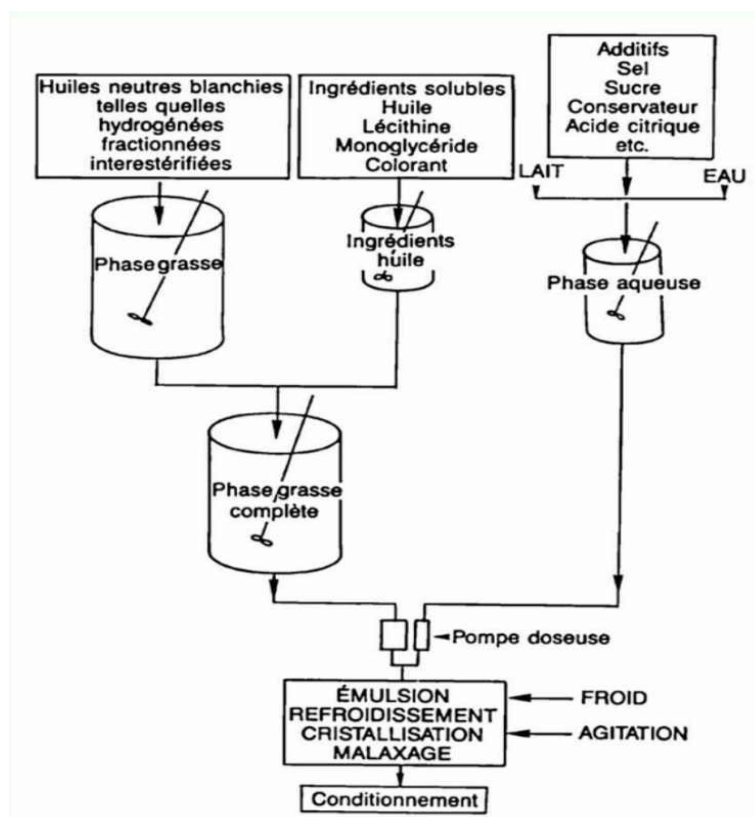 Huiles neutres blanchies
telles quelles
hydrogénées
fractionnées
interestérifiées
Ingrédients solubles
Huile
Lécithine
Monoglycéride
Colorant
Additifs
Sel
Sucre
Conservateur
Acide citrique
etc.
LAIT
EAU
Phase grasse
Ingrédients
huile
Phase aqueuse
Phase grasse
complète
Pompe doseuse
ÉMULSION
REFROIDISSEMENT
CRISTALLISATION
MALAXAGE
FROID
AGITATION
Conditionnement